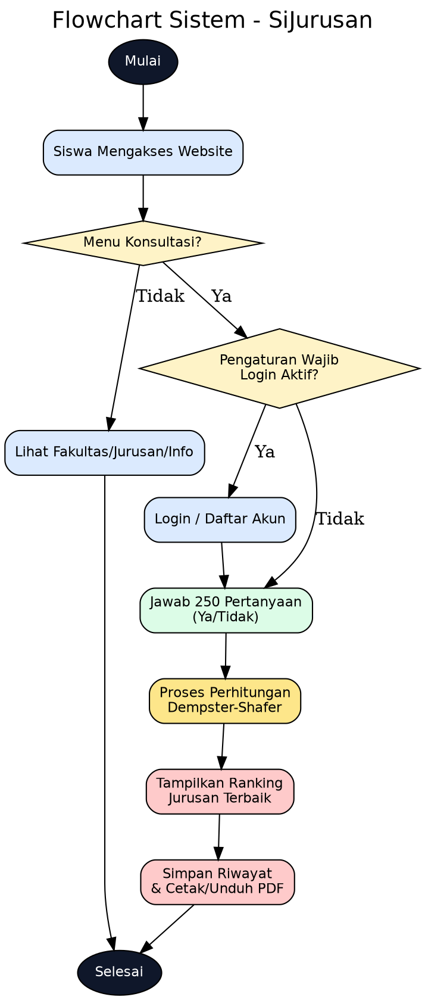 Flowchart Sistem - SiJurusan
Mulai
Siswa Mengakses Website
Menu Konsultasi?
Tidak
Ya
Pengaturan Wajib
Login Aktif?
Lihat Fakultas/Jurusan/Info
Ya
Login / Daftar Akun
Tidak
Jawab 250 Pertanyaan
(Ya/Tidak)
Proses Perhitungan
Dempster-Shafer
Tampilkan Ranking
Jurusan Terbaik
Simpan Riwayat
& Cetak/Unduh PDF
Selesai